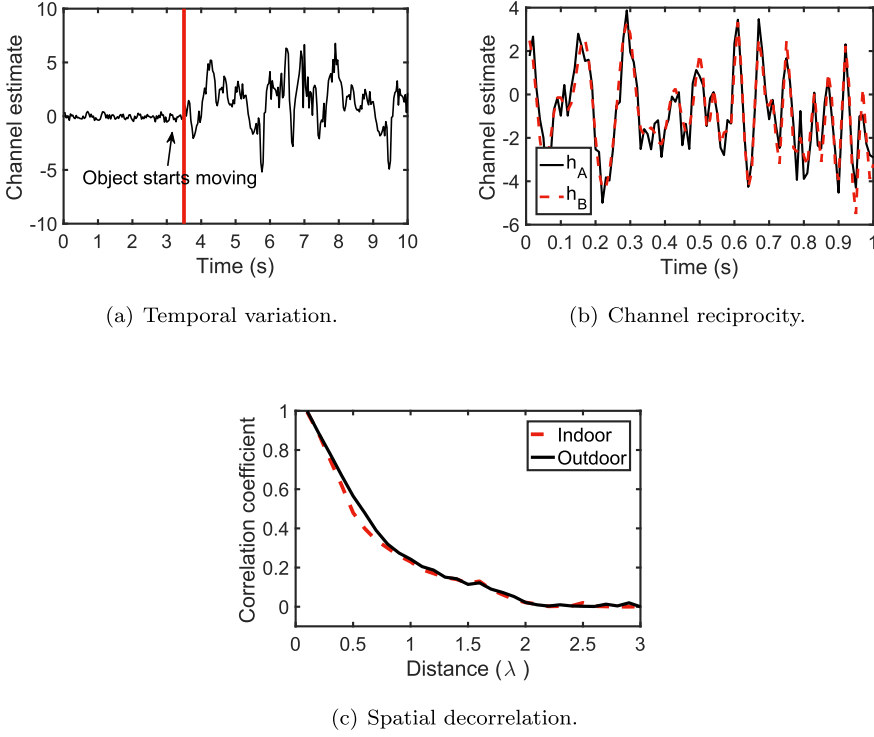 10
5
0
-5
-10
Channel estimate
Object starts moving
0 1 2 3 4 5 6 7 8 9 10
Time (s)
(a) Temporal variation.
4
2
0
-2
-4
-6
Channel estimate
h_A
h_B
0 0.1 0.2 0.3 0.4 0.5 0.6 0.7 0.8 0.9 1
Time (s)
(b) Channel reciprocity.
1
0.8
0.6
0.4
0.2
0
Correlation coefficient
Indoor
Outdoor
0 0.5 1 1.5 2 2.5 3
Distance (λ )
(c) Spatial decorrelation.